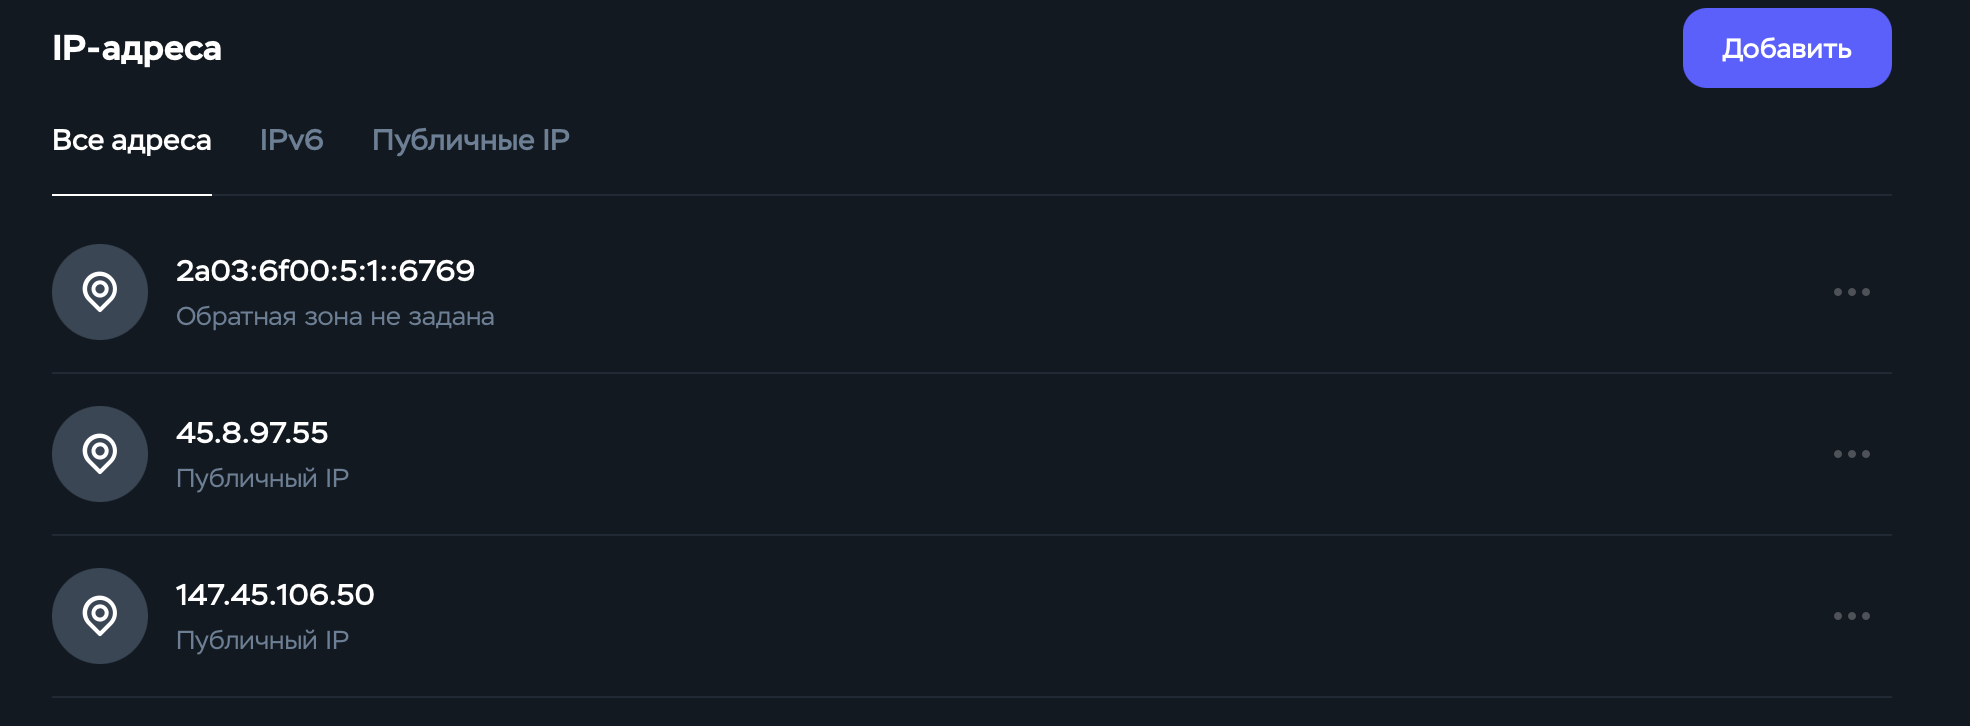 IP-адреса
Добавить
Все адреса IPv6 Публичные IP
2a03:6f00:5:1::6769
Обратная зона не задана
45.8.97.55
Публичный IP
147.45.106.50
Публичный IP